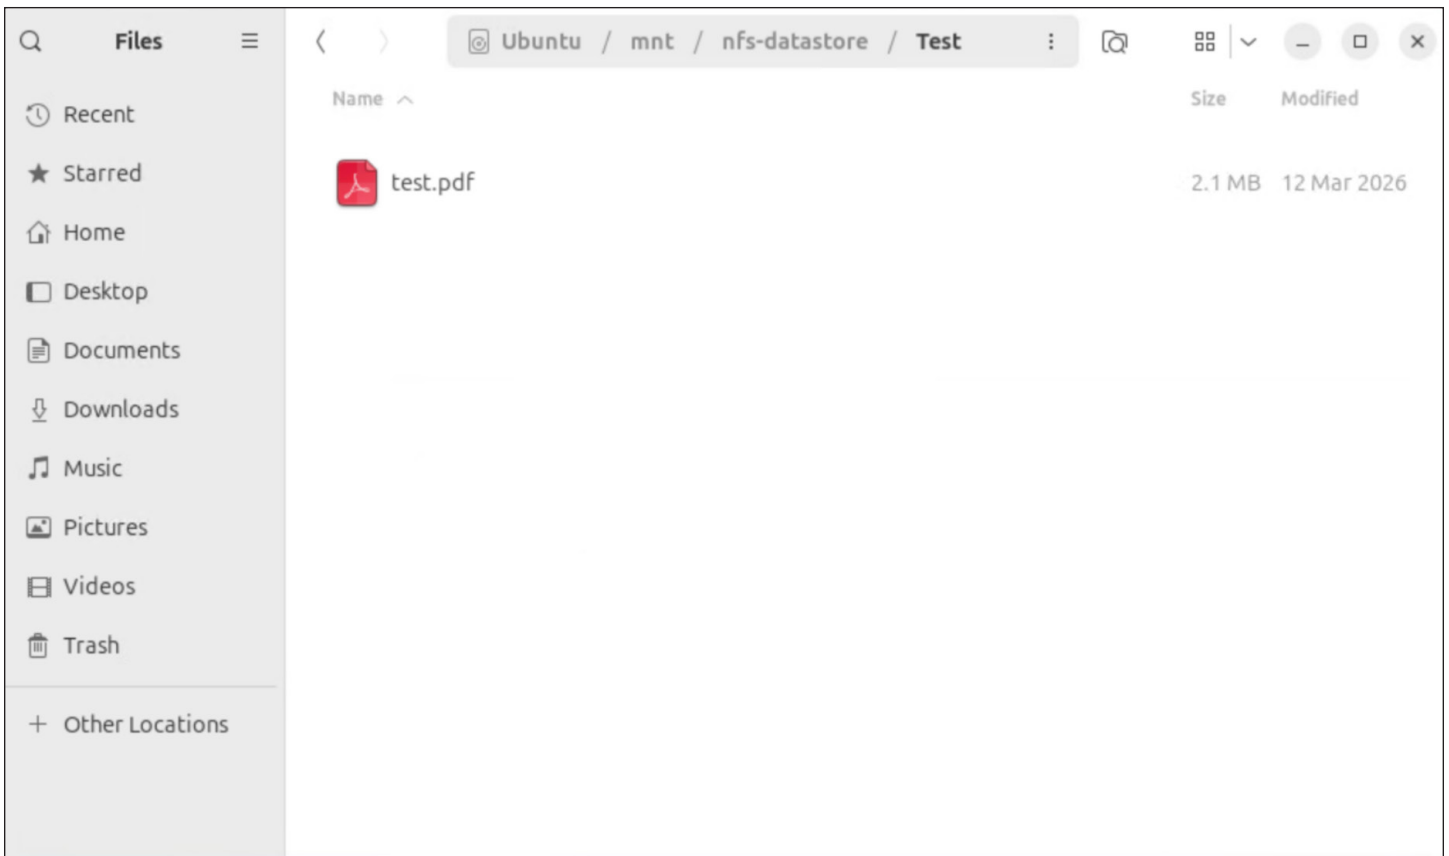 Files
Ubuntu / mnt / nfs-datastore / Test
Recent
Starred
Home
Desktop
Documents
Downloads
Music
Pictures
Videos
Trash
+ Other Locations
Name Size Modified
test.pdf 2.1 MB 12 Mar 2026